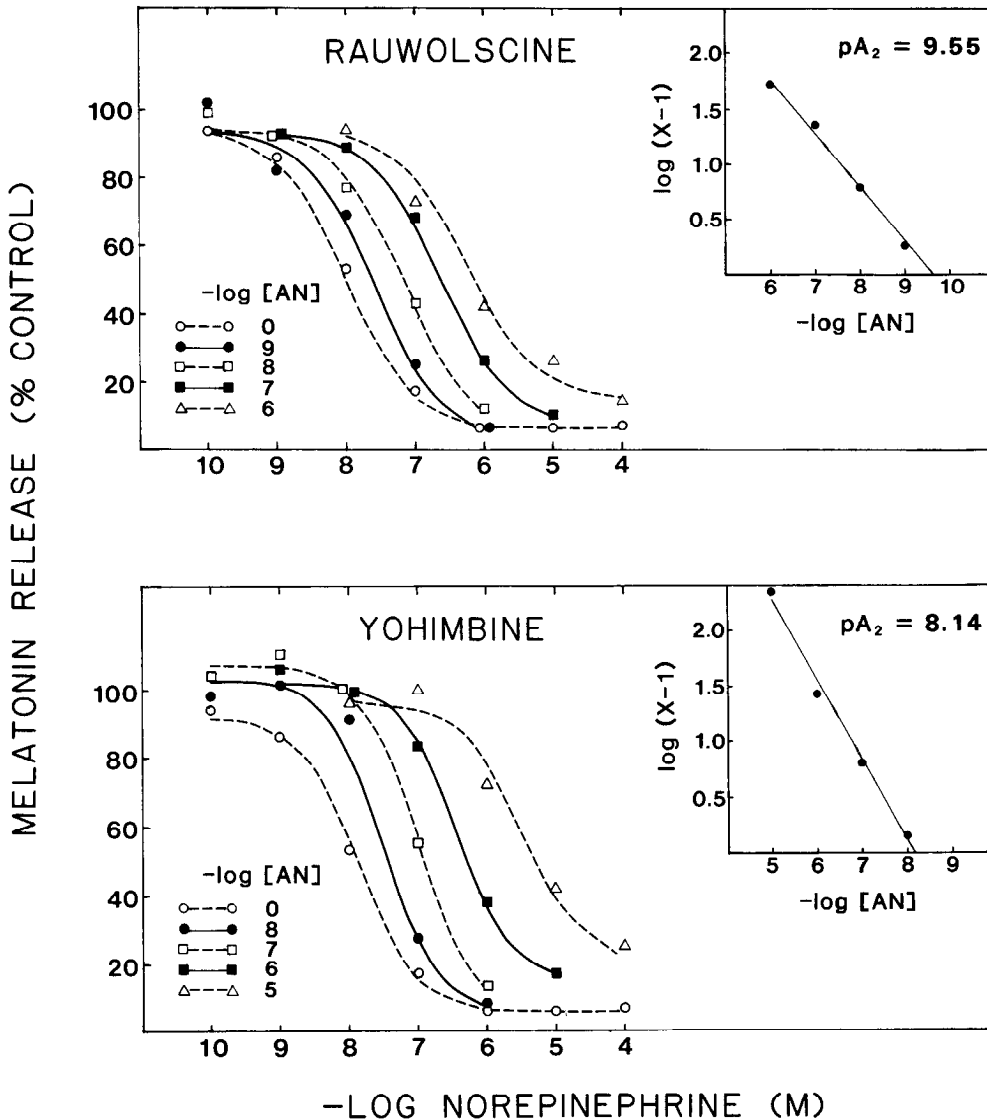 MELATONIN RELEASE (% CONTROL)
RAUWOLSCINE
100
80
60
40
20
-log [AN]
0
9
8
7
6
10 9 8 7 6 5 4
pA₂ = 9.55
log (X-1)
2.0
1.5
1.0
0.5
6 7 8 9 10
-log [AN]
YOHIMBINE
100
80
60
40
20
-log [AN]
0
8
7
6
5
10 9 8 7 6 5 4
pA₂ = 8.14
log (X-1)
2.0
1.5
1.0
0.5
5 6 7 8 9
-log [AN]
-LOG NOREPINEPHRINE (M)